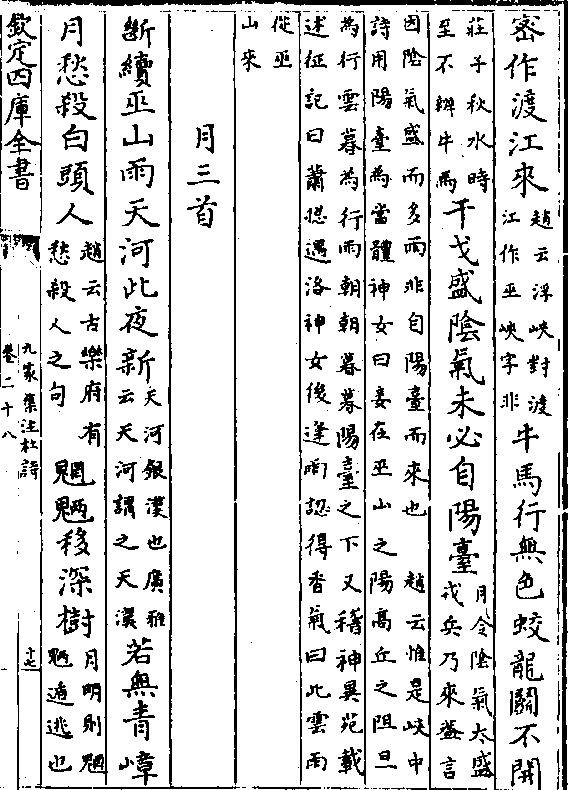 密作渡江來趙云浮峽對渡江作巫峽字非牛馬行無色蛟龍鬭不開
莊子秋水時至不辨牛馬干戈盛陰氣未必自陽臺月令陰氣太盛戎兵乃來葢言
因陰氣盛而多雨非自陽臺而來也 趙云惟是峽中詩用陽臺為當體神女曰妾在巫山之陽髙丘之阻旦
為行雲暮為行雨朝朝暮暮陽臺之下又稽神異苑載述征記曰蕭㧾遇洛神女後逢雨認得香氣曰此雲雨
從巫山來
月三首
斷續巫山雨天河此夜新天河銀漢也廣雅云天河謂之天漢若無青嶂
月愁殺白頭人趙云古樂府有愁殺人之句魍魎移深樹月明則魍魎遁逃也
欽定四庫全書
九家集注杜詩
卷二十八
十七